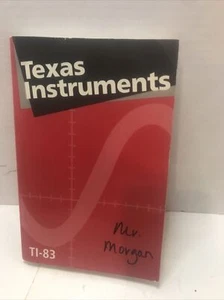 Texas
Instruments
Mr.
Morgan
TI-83